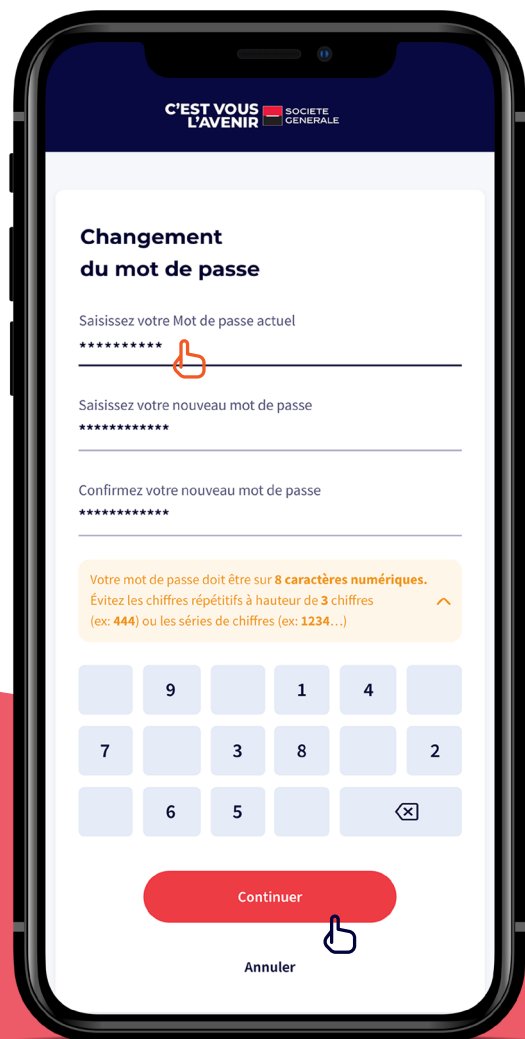 C'EST VOUS
L'AVENIR
SOCIETE
GENERALE
Changement
du mot de passe
Saisissez votre Mot de passe actuel
**********
Saisissez votre nouveau mot de passe
************
Confirmez votre nouveau mot de passe
************
Votre mot de passe doit être sur 8 caractères numériques.
Évitez les chiffres répétitifs à hauteur de 3 chiffres
(ex: 444) ou les séries de chiffres (ex: 1234...)
9 1 4
7 3 8 2
6 5
Continuer
Annuler